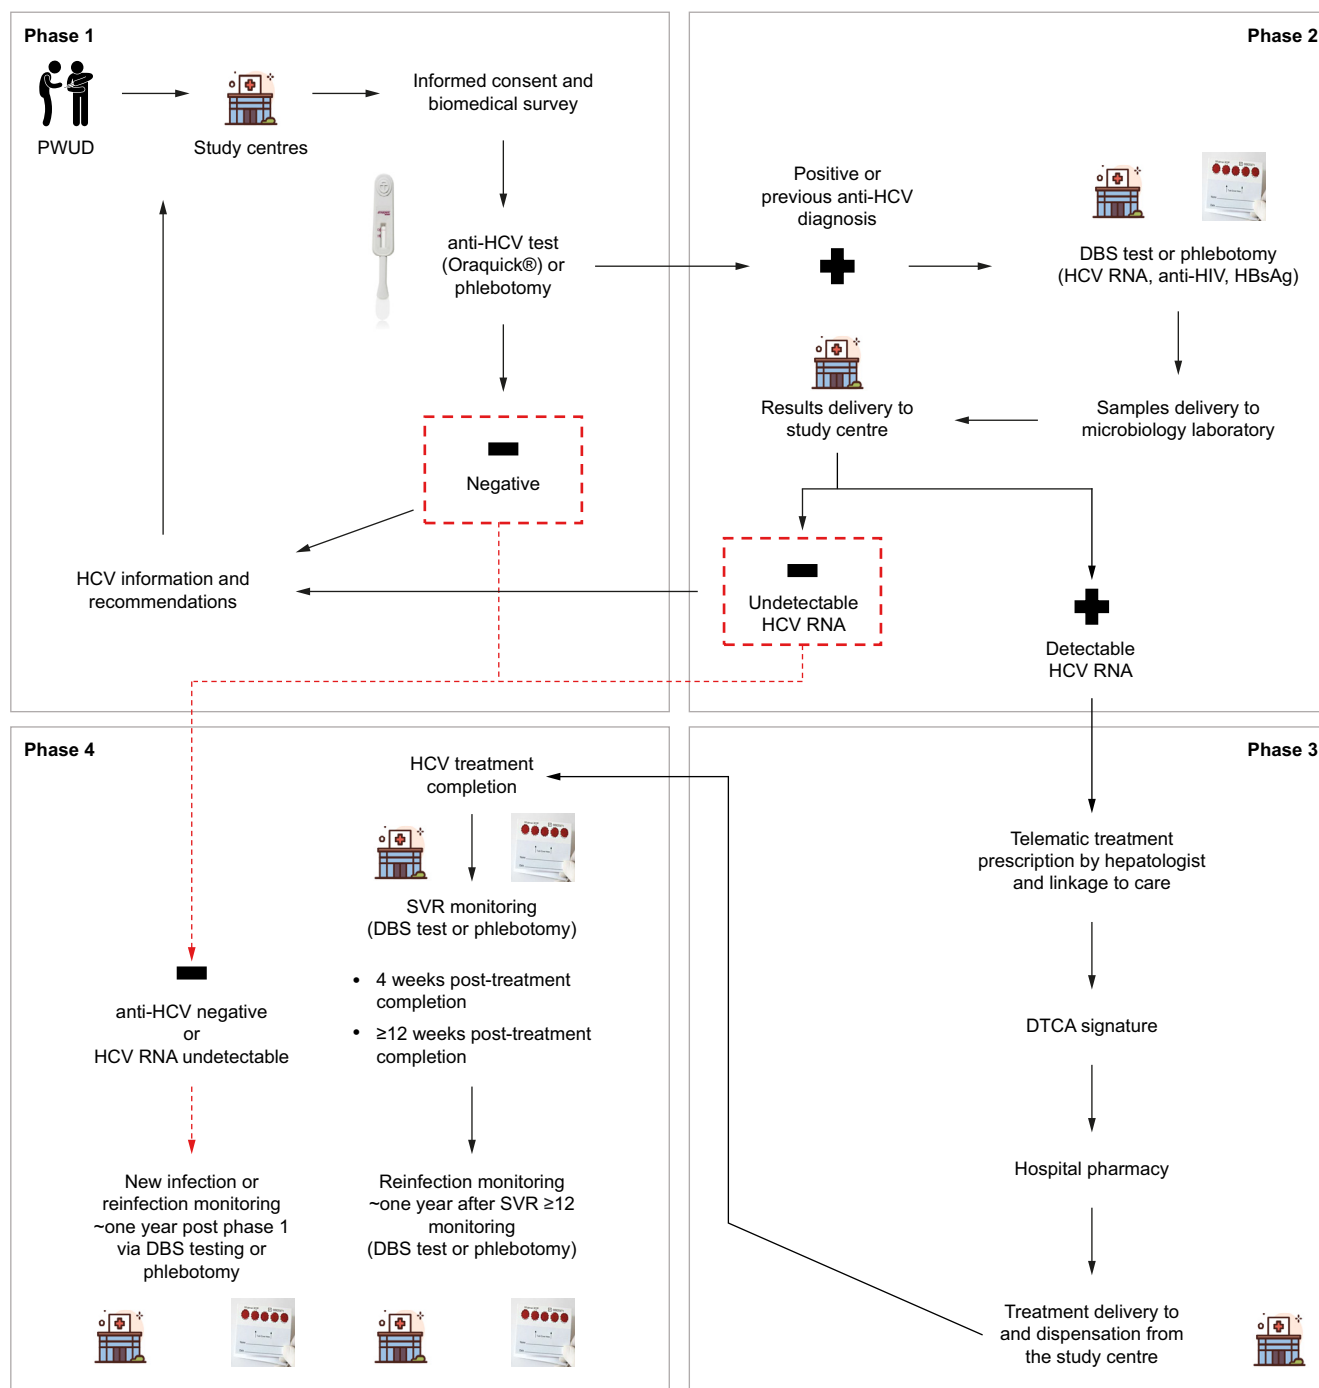 Phase 1
PWUD
Study centres
Informed consent and
biomedical survey
anti-HCV test
(Oraquick®) or
phlebotomy
Negative
HCV information and
recommendations
Phase 2
Positive or
previous anti-HCV
diagnosis
DBS test or phlebotomy
(HCV RNA, anti-HIV, HBsAg)
Samples delivery to
microbiology laboratory
Results delivery to
study centre
Undetectable
HCV RNA
Detectable
HCV RNA
Phase 3
Telematic treatment
prescription by hepatologist
and linkage to care
DTCA signature
Hospital pharmacy
Treatment delivery to
and dispensation from
the study centre
Phase 4
HCV treatment
completion
SVR monitoring
(DBS test or phlebotomy)
• 4 weeks post-treatment
completion
• ≥12 weeks post-treatment
completion
Reinfection monitoring
~one year after SVR ≥12
monitoring
(DBS test or phlebotomy)
anti-HCV negative
or
HCV RNA undetectable
New infection or
reinfection monitoring
~one year post phase 1
via DBS testing or
phlebotomy